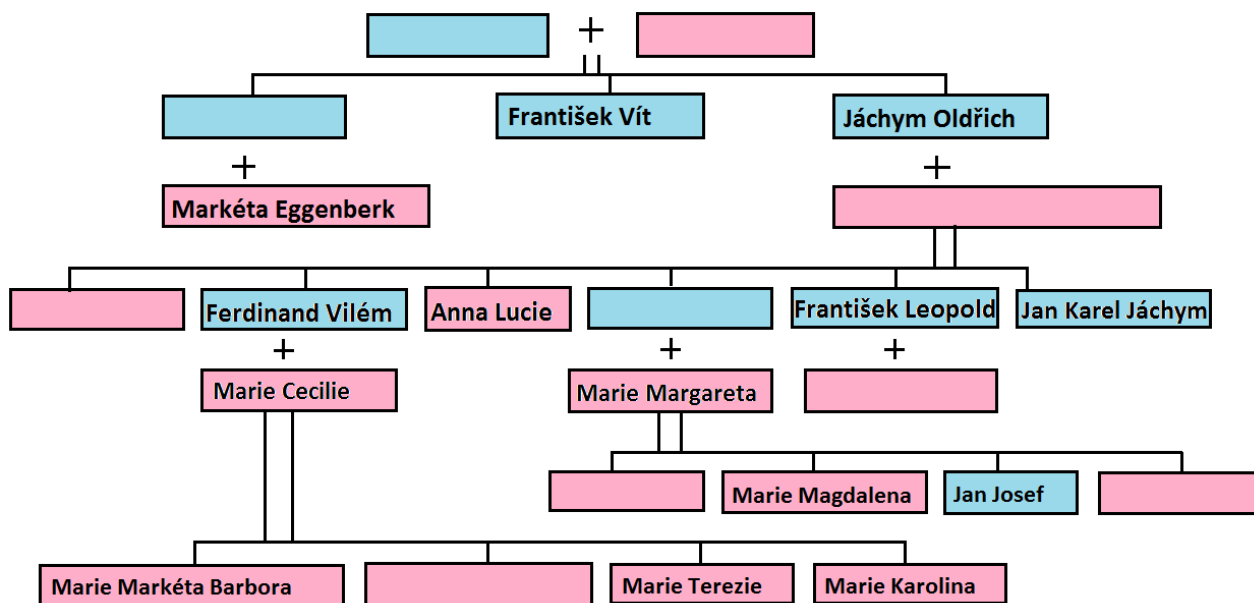 František Vít
Jáchym Oldřich
Markéta Eggenberk
Ferdinand Vilém
Anna Lucie
František Leopold
Jan Karel Jáchym
Marie Cecilie
Marie Margareta
Marie Magdalena
Jan Josef
Marie Markéta Barbora
Marie Terezie
Marie Karolina